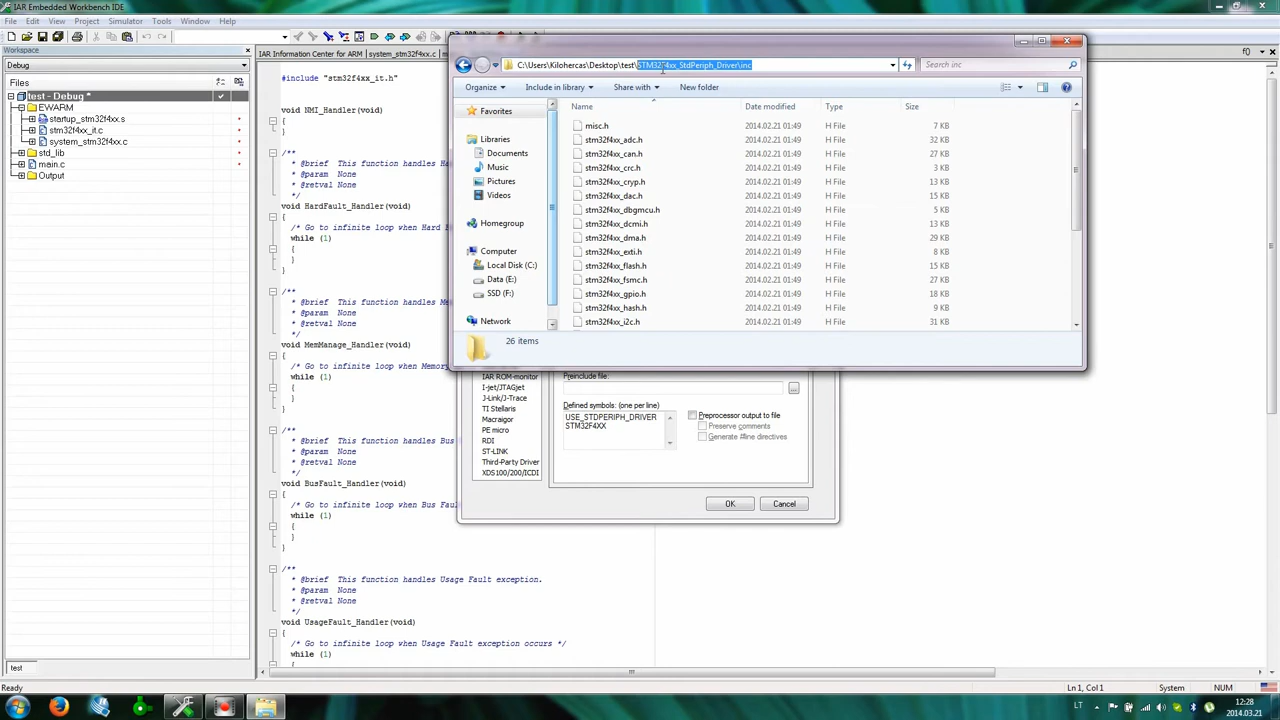 IAR Embedded Workbench IDE
File Edit View Project Simulator Tools Window Help
Workspace
Debug
Files
test - Debug *
EWARM
startup_stm32f4xx.s
stm32f4xx_it.c
system_stm32f4xx.c
std_lib
main.c
Output
test
IAR Information Center for ARM system_stm32f4xx.c
f0
#include "stm32f4xx_it.h"
void NMI_Handler(void)
{
}
/**
* @brief This function handles Ha
* @param None
* @retval None
*/
void HardFault_Handler(void)
{
/* Go to infinite loop when Hard
while (1)
{
}
}
/**
* @brief This function handles Me
* @param None
* @retval None
*/
void MemManage_Handler(void)
{
/* Go to infinite loop when Memory
while (1)
{
}
}
/**
* @brief This function handles Bus
* @param None
* @retval None
*/
void BusFault_Handler(void)
{
/* Go to infinite loop when Bus Fau
while (1)
{
}
}
/**
* @brief This function handles Usage Fault exception.
* @param None
* @retval None
*/
void UsageFault_Handler(void)
{
/* Go to infinite loop when Usage Fault exception occurs */
while (1)
{
C:\Users\Kilohercas\Desktop\test\STM32F4xx_StdPeriph_Driver\inc
Search inc
Organize Include in library Share with New folder
Favorites
Libraries
Documents
Music
Pictures
Videos
Homegroup
Computer
Local Disk (C:)
Data (E:)
SSD (F:)
Network
Name Date modified Type Size
misc.h 2014.02.21 01:49 H File 7 KB
stm32f4xx_adc.h 2014.02.21 01:49 H File 32 KB
stm32f4xx_can.h 2014.02.21 01:49 H File 27 KB
stm32f4xx_crc.h 2014.02.21 01:49 H File 3 KB
stm32f4xx_cryp.h 2014.02.21 01:49 H File 13 KB
stm32f4xx_dac.h 2014.02.21 01:49 H File 15 KB
stm32f4xx_dbgmcu.h 2014.02.21 01:49 H File 5 KB
stm32f4xx_dcmi.h 2014.02.21 01:49 H File 13 KB
stm32f4xx_dma.h 2014.02.21 01:49 H File 29 KB
stm32f4xx_exti.h 2014.02.21 01:49 H File 8 KB
stm32f4xx_flash.h 2014.02.21 01:49 H File 15 KB
stm32f4xx_fsmc.h 2014.02.21 01:49 H File 27 KB
stm32f4xx_gpio.h 2014.02.21 01:49 H File 18 KB
stm32f4xx_hash.h 2014.02.21 01:49 H File 9 KB
stm32f4xx_i2c.h 2014.02.21 01:49 H File 31 KB
26 items
IAR ROM-monitor
I-jet/JTAGjet
J-Link/J-Trace
TI Stellaris
Macraigor
PE micro
RDI
ST-LINK
Third-Party Driver
XDS100/200/ICDI
Preinclude file:
...
Defined symbols: (one per line)
USE_STDPERIPH_DRIVER
STM32F4XX
Preprocessor output to file
Preserve comments
Generate #line directives
OK Cancel
Ready
Ln 1, Col 1 System NUM
LT
12:28
2014.03.21